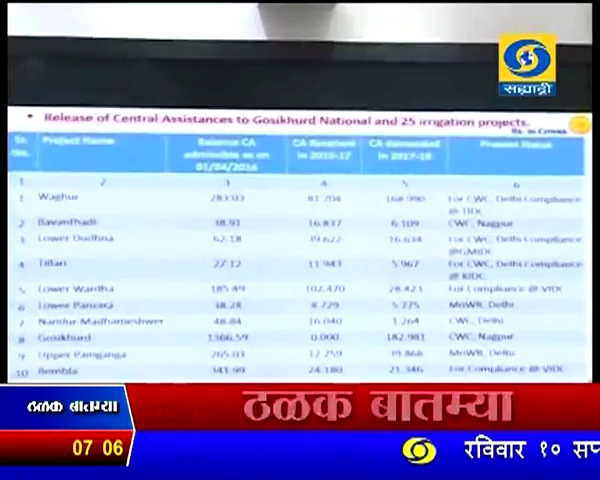 सह्याद्री
• Release of Central Assistances to Gosikhurd National and 25 irrigation projects.
Rs. in Crores
Sr. No. Project Name Balance CA admissible as on 01/04/2016 CA Received in 2016-17 CA demanded in 2017-18 Present Status
1 2 3 4 5 6
1 Waghur 283.03 81.704 168.990 For CWC, Delhi Compliance @ TIDC
2 Bavanthadi 38.91 16.837 6.109 CWC, Nagpur
3 Lower Dudhna 62.18 39.622 16.634 For CWC, Delhi Compliance @GMIDC
4 Tillari 27.12 11.943 5.967 For CWC, Delhi Compliance @ KIDC
5 Lower Wardha 185.49 102.470 28.423 For Compliance @ VIDC
6 Lower Panzara 38.28 8.729 5.775 MoWR, Delhi
7 Nandur Madhameshwer 48.84 16.040 1.264 CWC, Delhi
8 Gosikhurd 1366.59 0.000 182.981 CWC, Nagpur
9 Upper Painganga 265.03 12.259 19.868 MoWR, Delhi
10 Bembla 341.99 24.180 21.346 For Compliance @ VIDC
ठळक बातम्या ठळक बातम्या
07 06 रविवार १० सप्